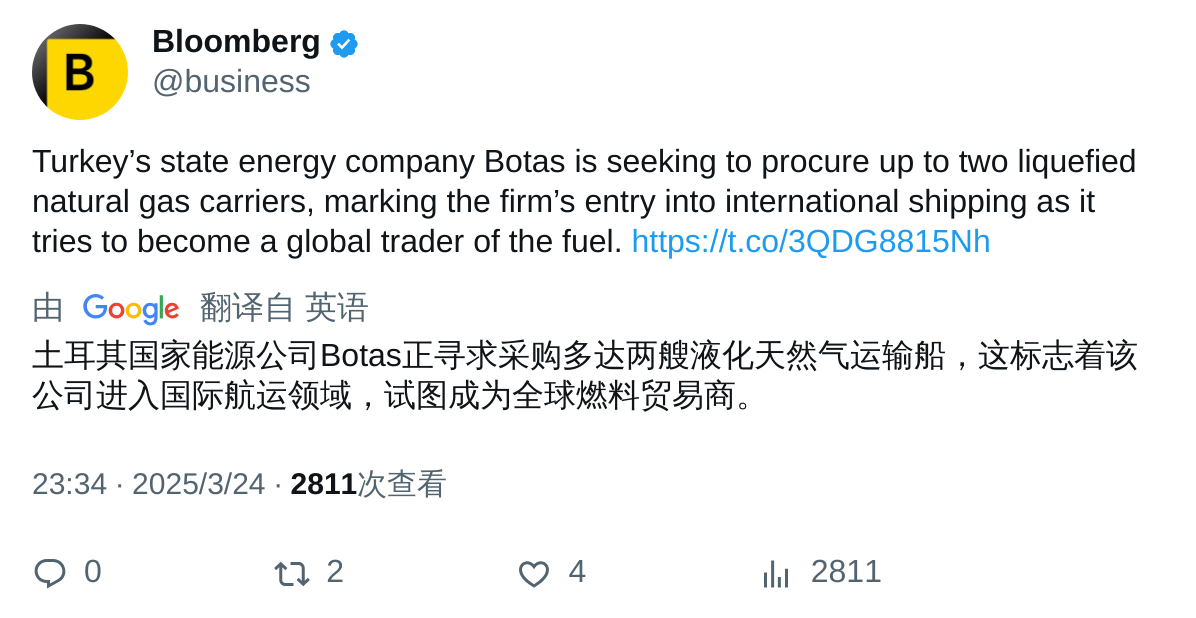 B
Bloomberg
@business
Turkey’s state energy company Botas is seeking to procure up to two liquefied
natural gas carriers, marking the firm’s entry into international shipping as it
tries to become a global trader of the fuel. https://t.co/3QDG8815Nh
由 Google 翻译自 英语
土耳其国家能源公司Botas正寻求采购多达两艘液化天然气运输船，这标志着该
公司进入国际航运领域，试图成为全球燃料贸易商。
23:34 · 2025/3/24 · 2811次查看
0 2 4 2811